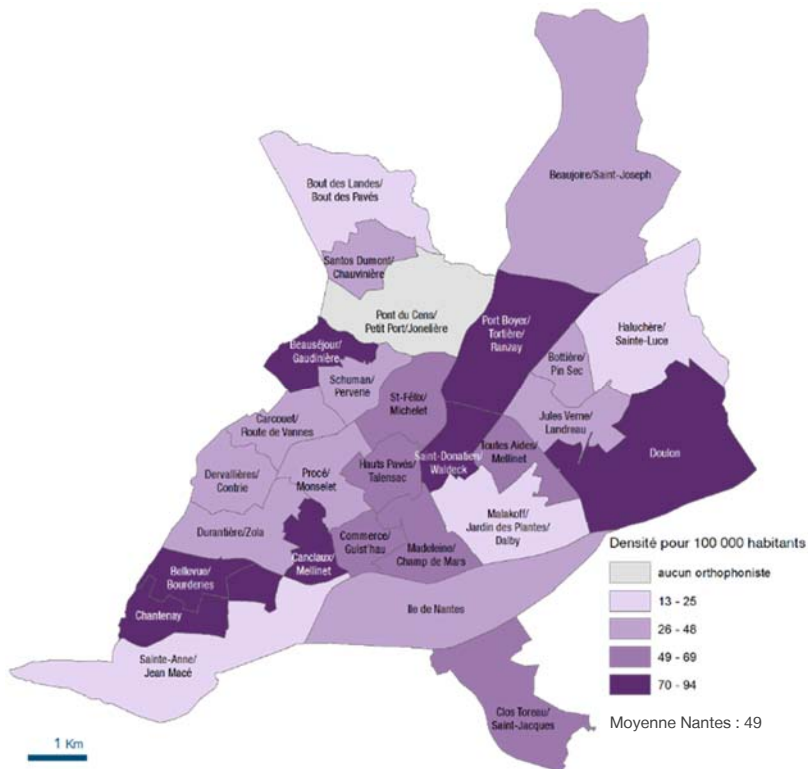 Bout des Landes/
Bout des Pavés
Beaujoire/Saint-Joseph
Santos Dumont/
Chauvinière
Pont du Cens/
Petit Port/Jonelière
Port Boyer/
Tortière/
Ranzay
Haluchère/
Sainte-Luce
Beauséjour/
Gaudinière
Bottière/
Pin Sec
Schuman/
Perverie
St-Félix/
Michelet
Carcouet/
Route de Vannes
Jules Verne/
Landreau
Saint-Donatien/
Waldeck
Toutes Aides/
Mellinet
Doulon
Hauts Pavés/
Talensac
Procé/
Monselet
Dervallières/
Contrie
Malakoff/
Jardin des Plantes/
Dalby
Durantière/Zola
Commerce/
Guist'hau
Madeleine/
Champ de Mars
Canclaux/
Mellinet
Bellevue/
Bourderies
Chantenay
Ile de Nantes
Sainte-Anne/
Jean Macé
Clos Toreau/
Saint-Jacques
Densité pour 100 000 habitants
aucun orthophoniste
13 - 25
26 - 48
49 - 69
70 - 94
Moyenne Nantes : 49
1 Km